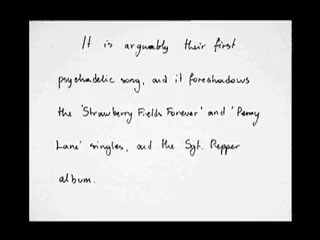 It is arguably their first
psychadelic song, and it foreshadows
the 'Strawberry Fields Forever' and 'Penny
Lane' singles, and the Sgt. Pepper
album.